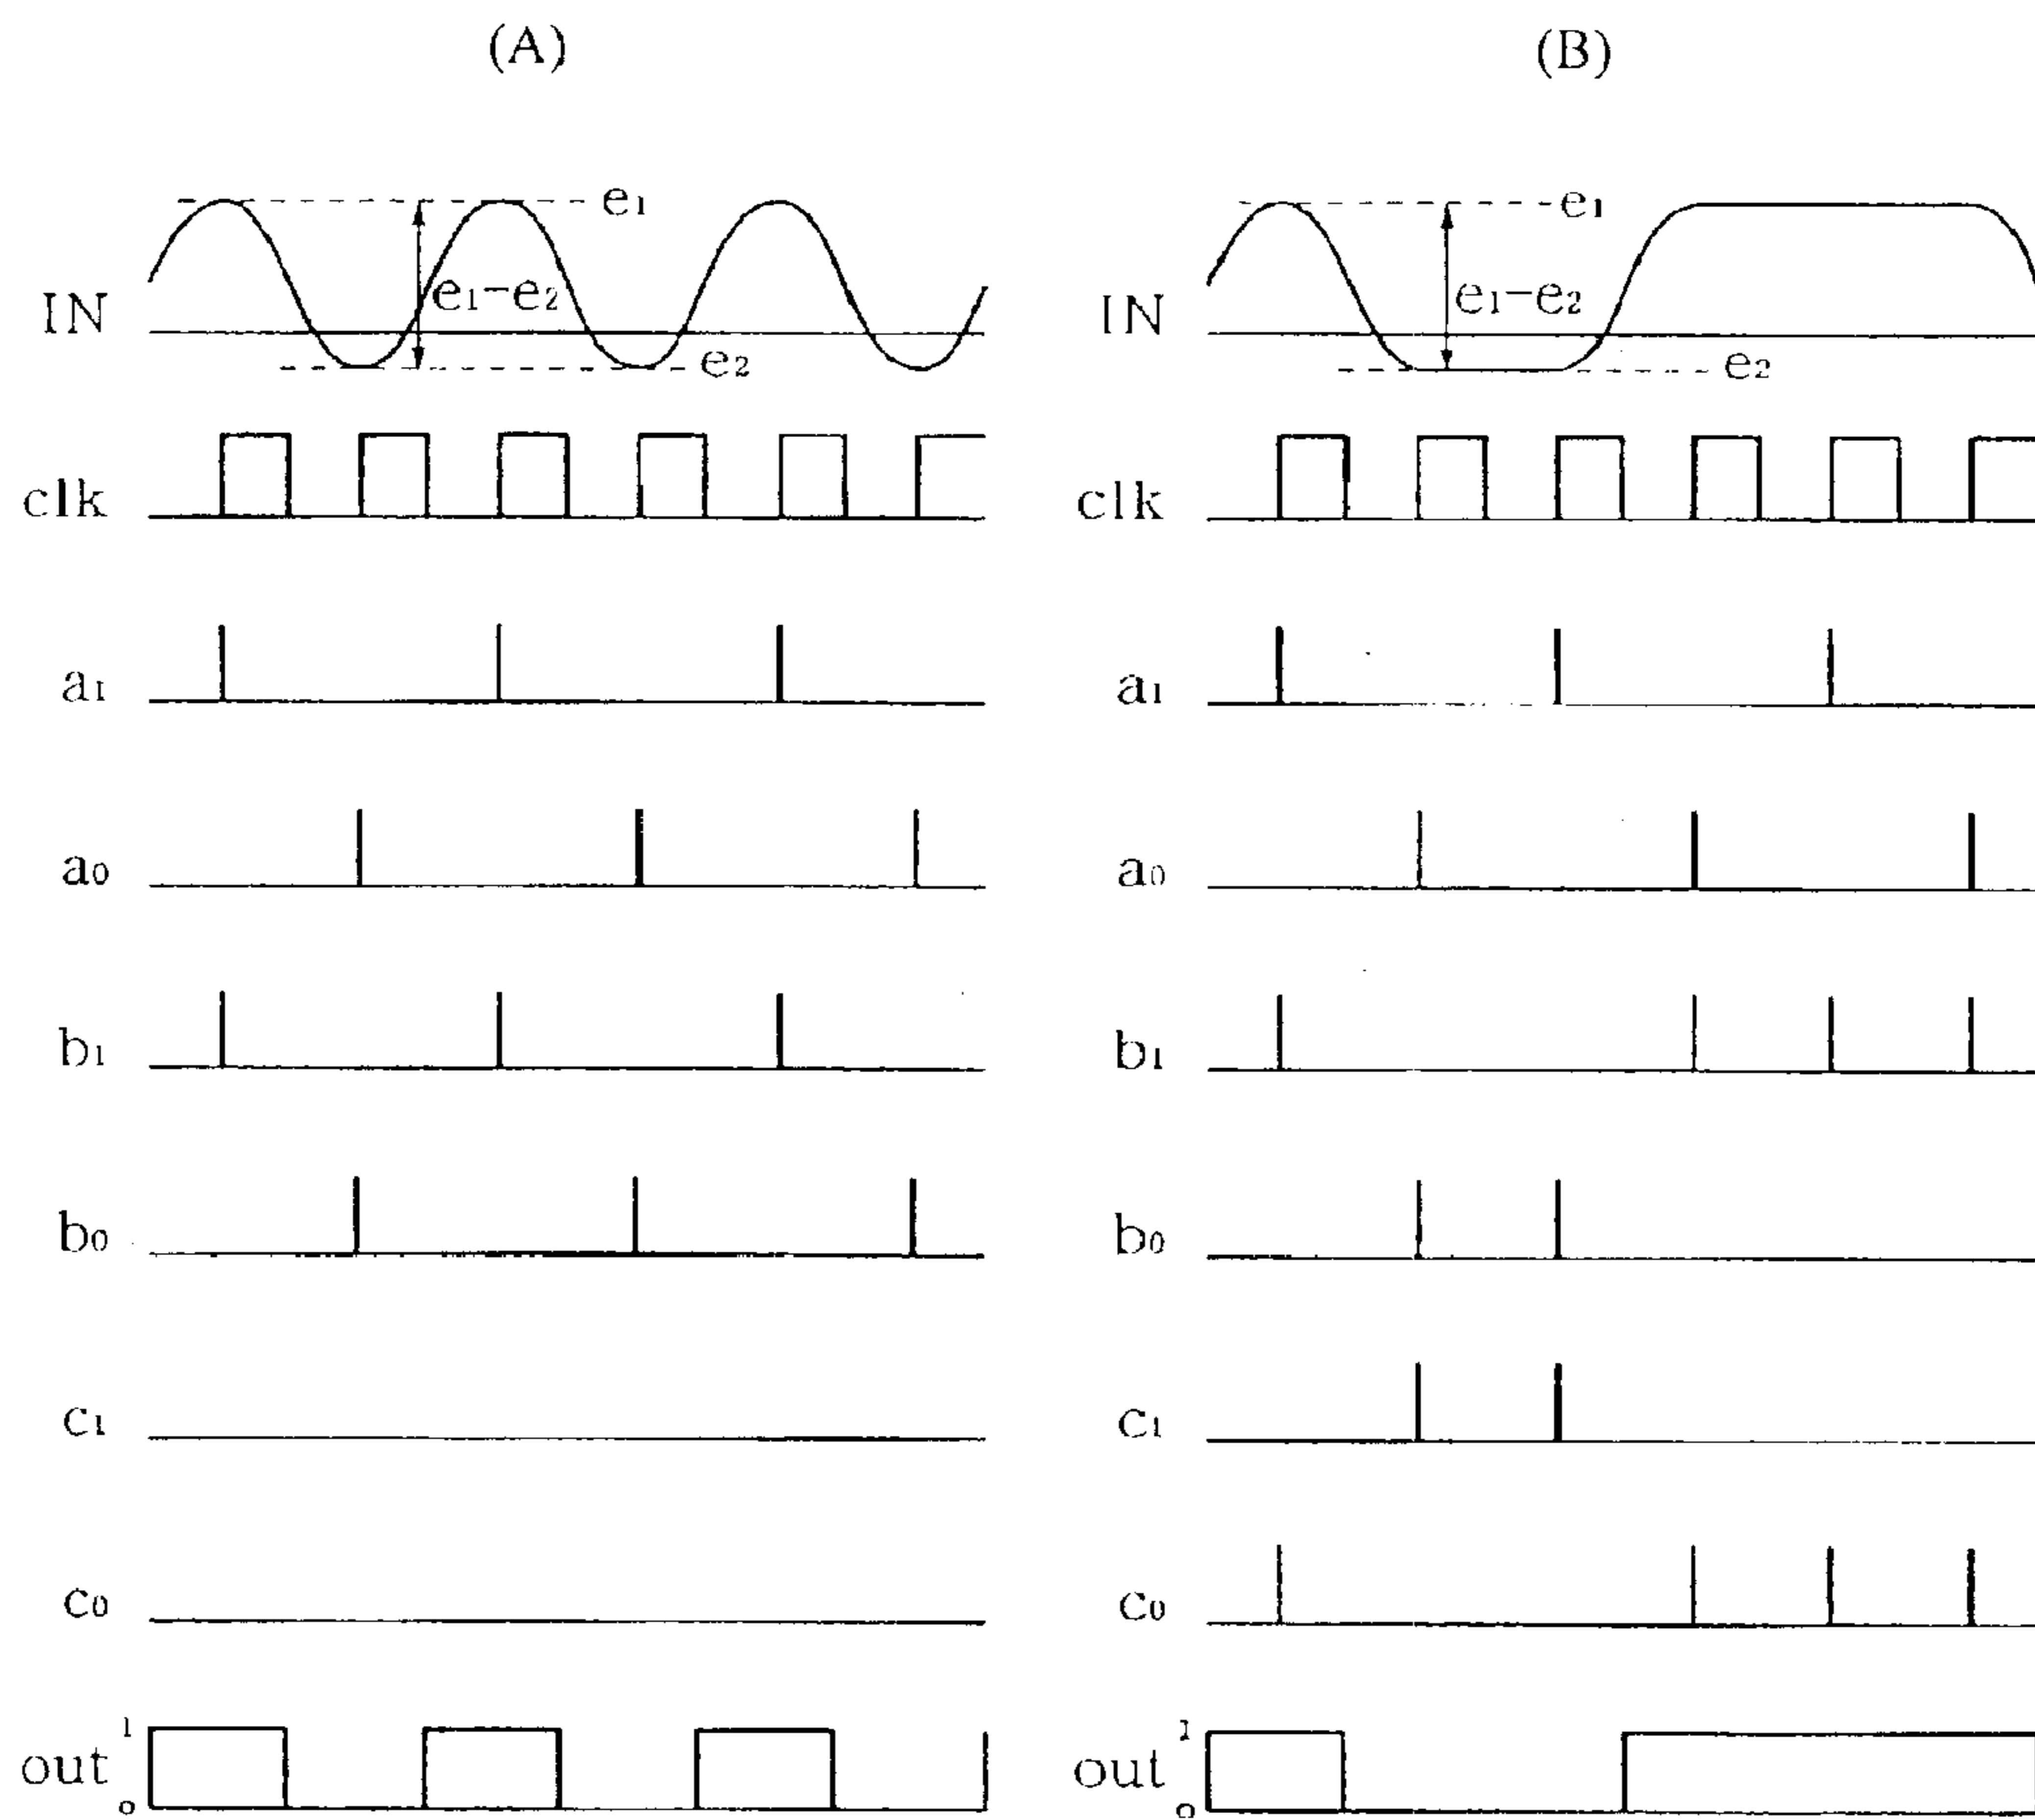 (A)
e₁
e₁-e₂
IN
e₂
clk
a₁
a₀
b₁
b₀
c₁
c₀
1
out
0
(B)
e₁
e₁-e₂
IN
e₂
clk
a₁
a₀
b₁
b₀
c₁
c₀
1
out
0